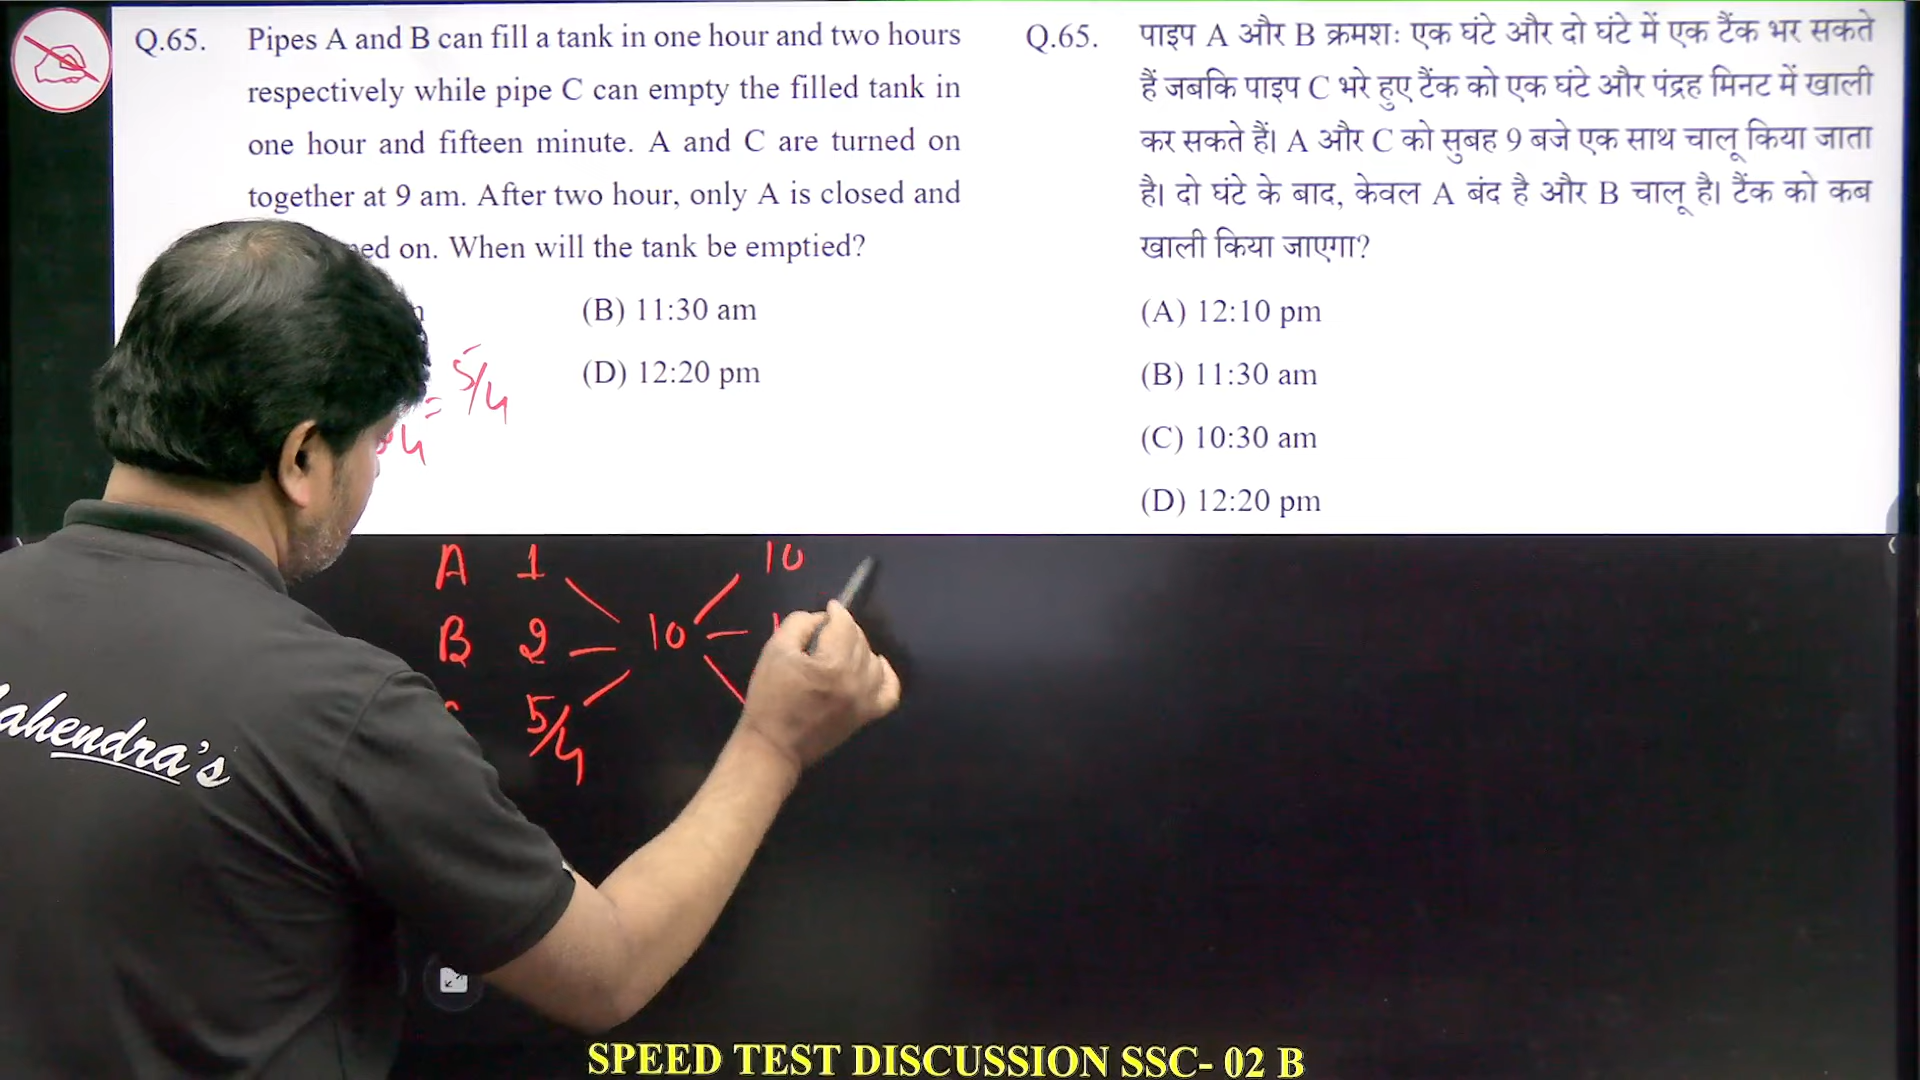 Q.65. Pipes A and B can fill a tank in one hour and two hours
respectively while pipe C can empty the filled tank in
one hour and fifteen minute. A and C are turned on
together at 9 am. After two hour, only A is closed and
on. When will the tank be emptied?
(B) 11:30 am
(D) 12:20 pm
Q.65. पाइप A और B क्रमशः एक घंटे और दो घंटे में एक टैंक भर सकते
हैं जबकि पाइप C भरे हुए टैंक को एक घंटे और पंद्रह मिनट में खाली
कर सकते हैं। A और C को सुबह 9 बजे एक साथ चालू किया जाता
है। दो घंटे के बाद, केवल A बंद है और B चालू है। टैंक को कब
खाली किया जाएगा?
(A) 12:10 pm
(B) 11:30 am
(C) 10:30 am
(D) 12:20 pm
= 5/4
4
A 1 10
B 2 10
5/4
ahendra's
SPEED TEST DISCUSSION SSC- 02 B